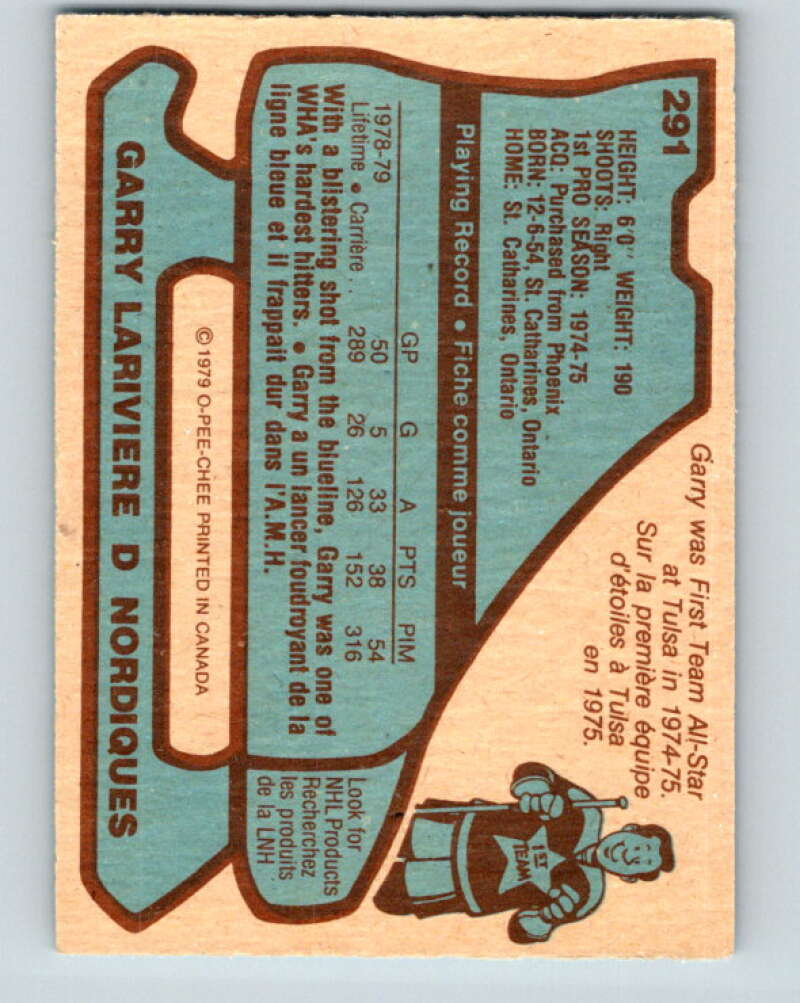 291
HEIGHT: 6'0" WEIGHT: 190
SHOOTS: Right
1st PRO SEASON: 1974-75
ACQ: Purchased from Phoenix
BORN: 12-6-54, St. Catharines, Ontario
HOME: St. Catharines, Ontario
Garry was First Team All-Star
at Tulsa in 1974-75.
Sur la première équipe
d'étoiles à Tulsa
en 1975.
1ST
TEAM
Playing Record • Fiche comme joueur
GP G A PTS PIM
1978-79 50 5 33 38 54
Lifetime • Carrière .. 289 26 126 152 316
With a blistering shot from the blueline, Garry was one of
WHA's hardest hitters. • Garry a un lancer foudroyant de la
ligne bleue et il frappait dur dans l'A.M.H.
Look for
NHL Products
Recherchez
les produits
de la LNH
© 1979 O-PEE-CHEE PRINTED IN CANADA
GARRY LARIVIERE D NORDIQUES